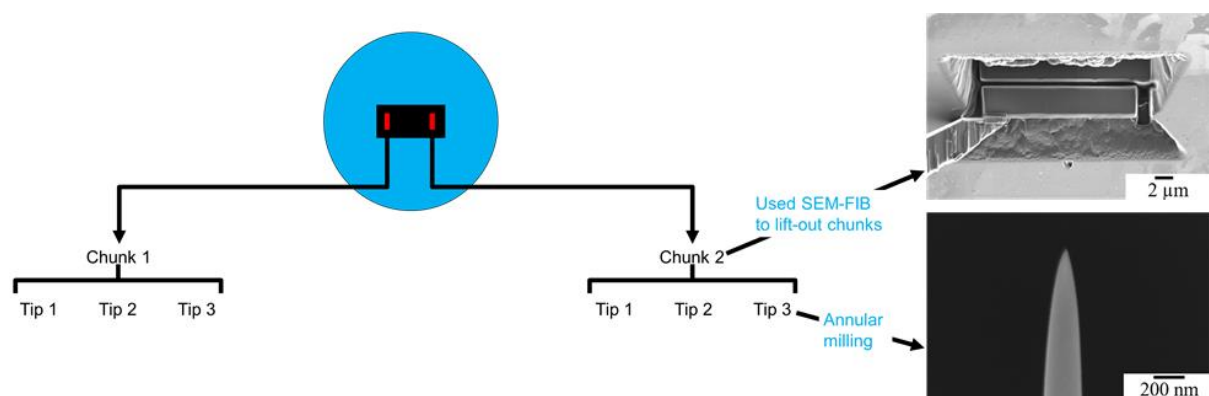 Chunk 1
Tip 1 Tip 2 Tip 3
Chunk 2
Tip 1 Tip 2 Tip 3
Used SEM-FIB
to lift-out chunks
Annular
milling
2 µm
200 nm